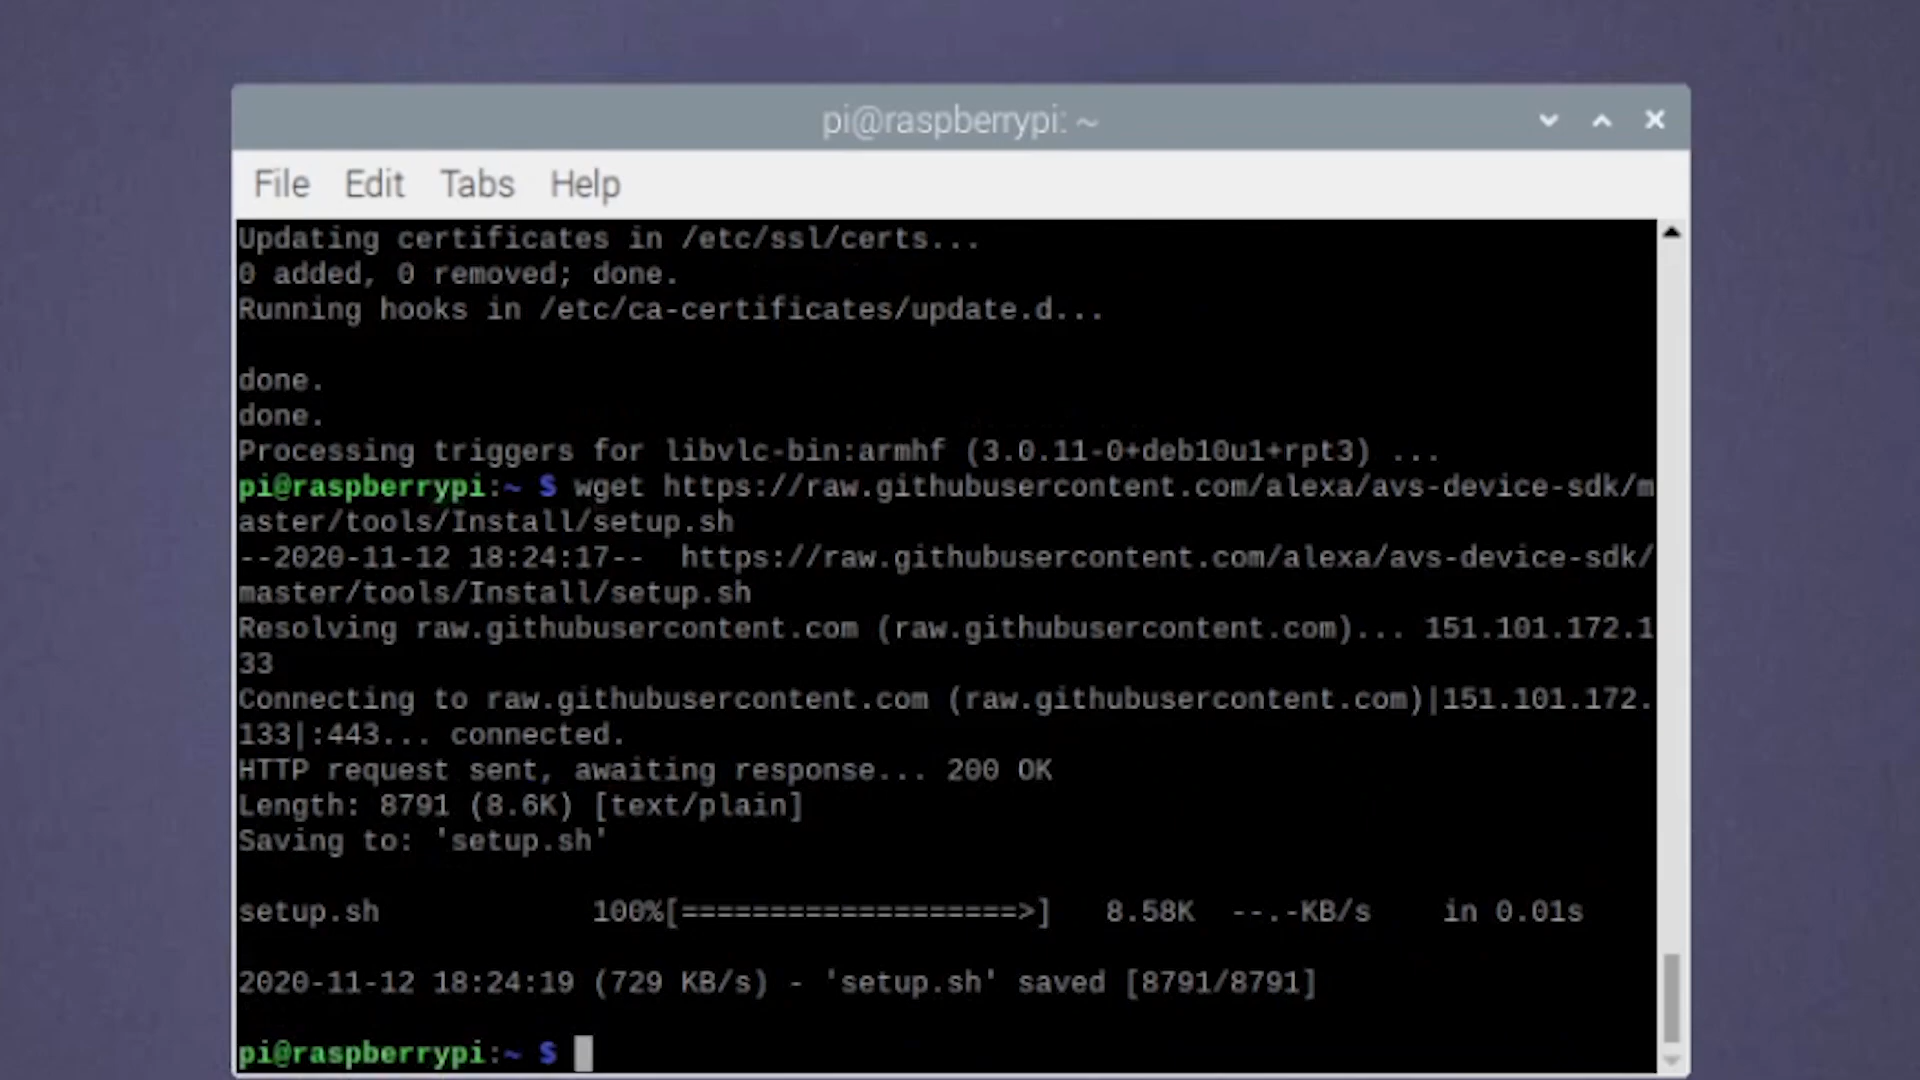 pi@raspberrypi: ~
File Edit Tabs Help
Updating certificates in /etc/ssl/certs...
0 added, 0 removed; done.
Running hooks in /etc/ca-certificates/update.d...
done.
done.
Processing triggers for libvlc-bin:armhf (3.0.11-0+deb10u1+rpt3) ...
pi@raspberrypi:~ $ wget https://raw.githubusercontent.com/alexa/avs-device-sdk/m
aster/tools/Install/setup.sh
--2020-11-12 18:24:17--  https://raw.githubusercontent.com/alexa/avs-device-sdk/
master/tools/Install/setup.sh
Resolving raw.githubusercontent.com (raw.githubusercontent.com)... 151.101.172.1
33
Connecting to raw.githubusercontent.com (raw.githubusercontent.com)|151.101.172.
133|:443... connected.
HTTP request sent, awaiting response... 200 OK
Length: 8791 (8.6K) [text/plain]
Saving to: 'setup.sh'
setup.sh            100%[===================>]   8.58K  --.-KB/s    in 0.01s
2020-11-12 18:24:19 (729 KB/s) - 'setup.sh' saved [8791/8791]
pi@raspberrypi:~ $